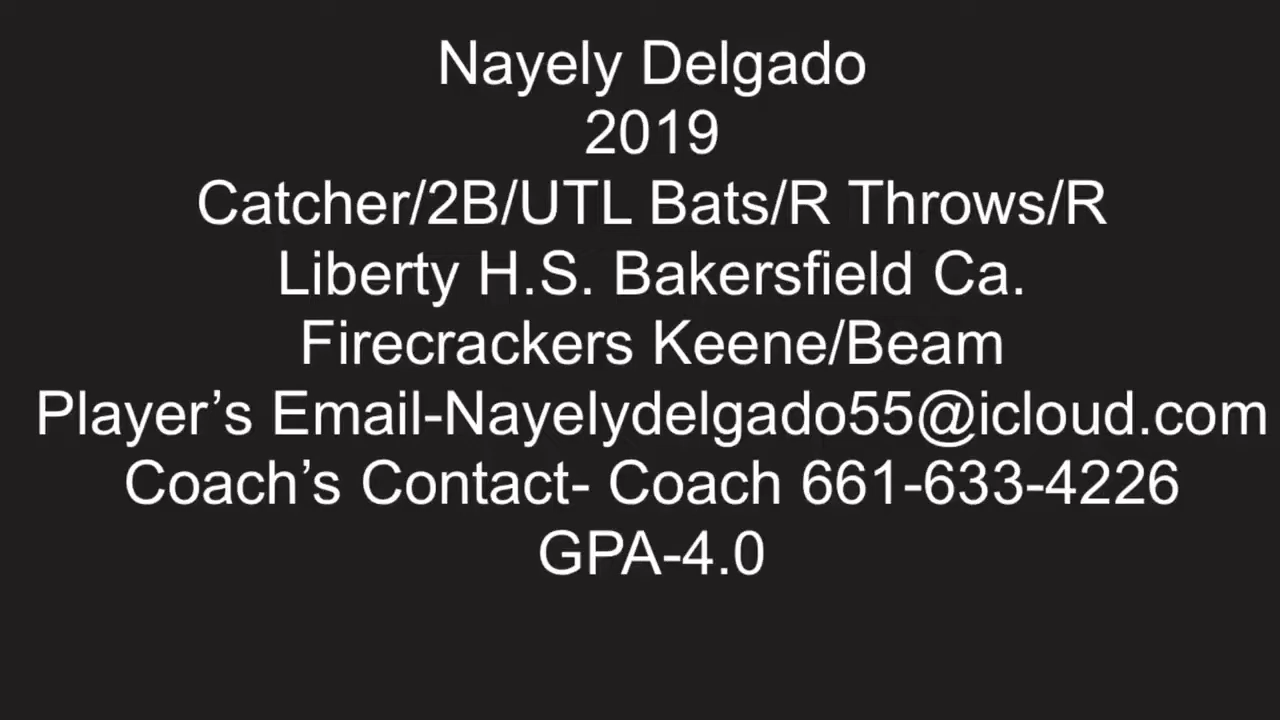 Nayely Delgado
2019
Catcher/2B/UTL Bats/R Throws/R
Liberty H.S. Bakersfield Ca.
Firecrackers Keene/Beam
Player’s Email-Nayelydelgado55@icloud.com
Coach’s Contact- Coach 661-633-4226
GPA-4.0